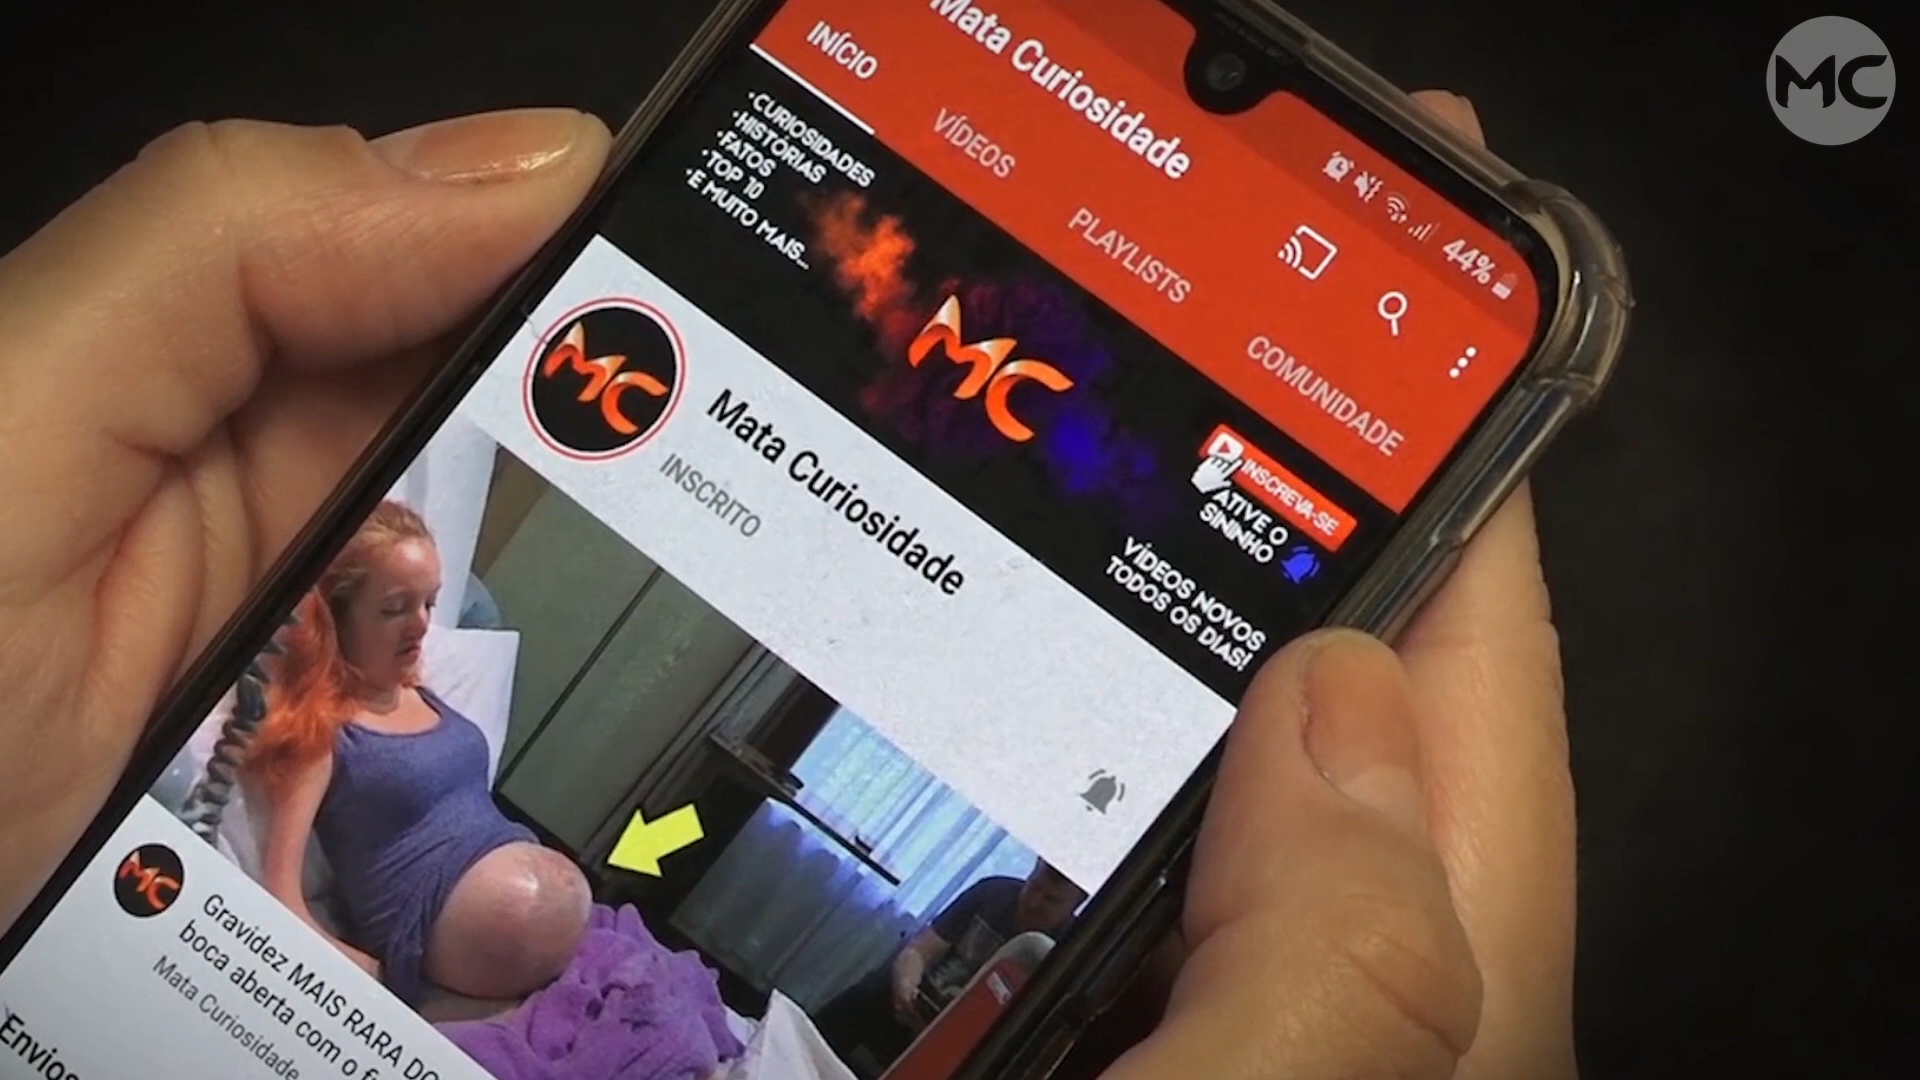 MC
Mata Curiosidade
44%
INÍCIO
VÍDEOS
PLAYLISTS
COMUNIDADE
•CURIOSIDADES
•HISTÓRIAS
•FATOS
•TOP 10
•E MUITO MAIS...
MC
INSCREVA-SE
ATIVE O
SININHO
VÍDEOS NOVOS
TODOS OS DIAS!
MC
Mata Curiosidade
INSCRITO
MC
Gravidez MAIS RARA DO
boca aberta com o
Mata Curiosidade
Envios